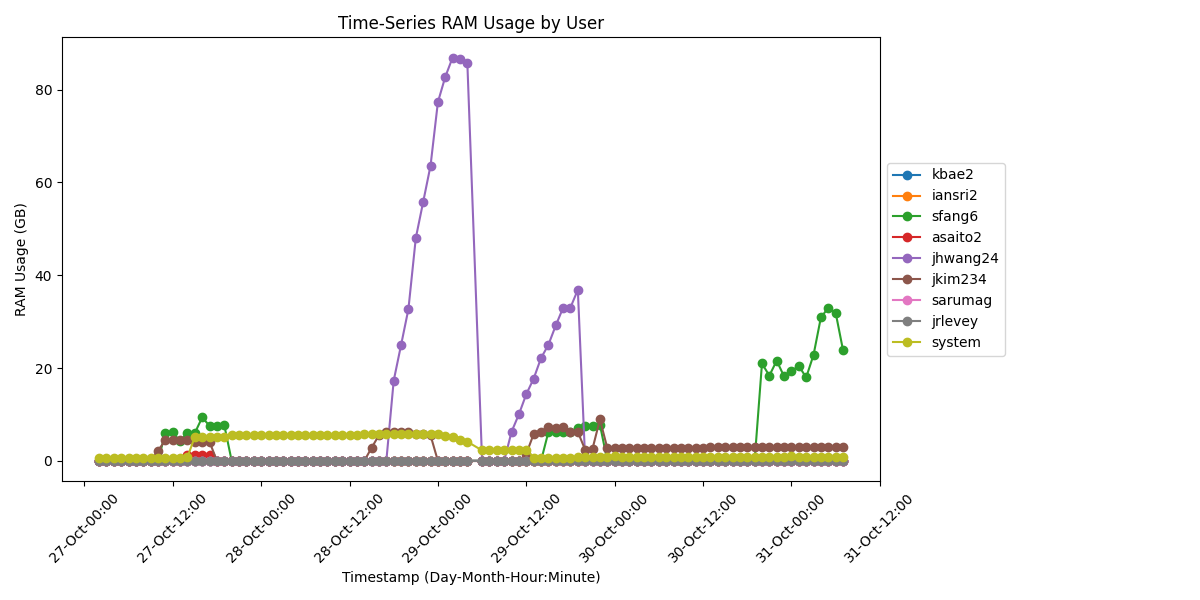 Time-Series RAM Usage by User
RAM Usage (GB)
80
60
40
20
0
27-Oct-00:00
27-Oct-12:00
28-Oct-00:00
28-Oct-12:00
29-Oct-00:00
29-Oct-12:00
30-Oct-00:00
30-Oct-12:00
31-Oct-00:00
31-Oct-12:00
Timestamp (Day-Month-Hour:Minute)
kbae2
iansri2
sfang6
asaito2
jhwang24
jkim234
sarumag
jrlevey
system